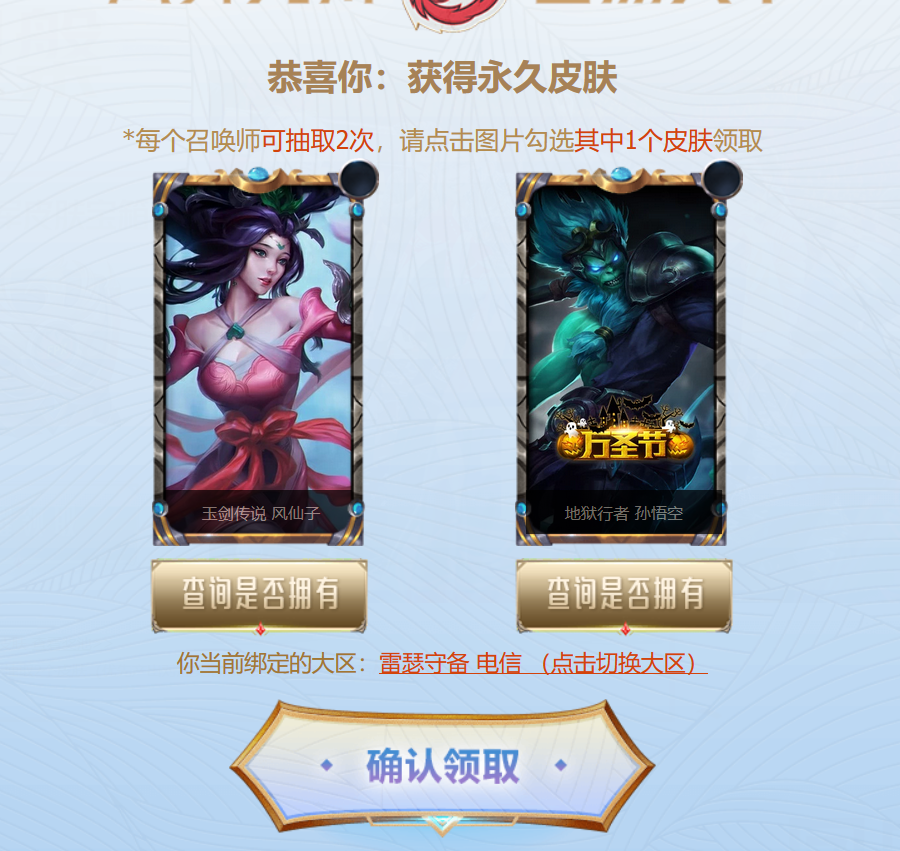 恭喜你：获得永久皮肤
*每个召唤师可抽取2次，请点击图片勾选其中1个皮肤领取
万圣节
玉剑传说 风仙子
地狱行者 孙悟空
查询是否拥有
查询是否拥有
你当前绑定的大区：雷瑟守备 电信 （点击切换大区）
确认领取